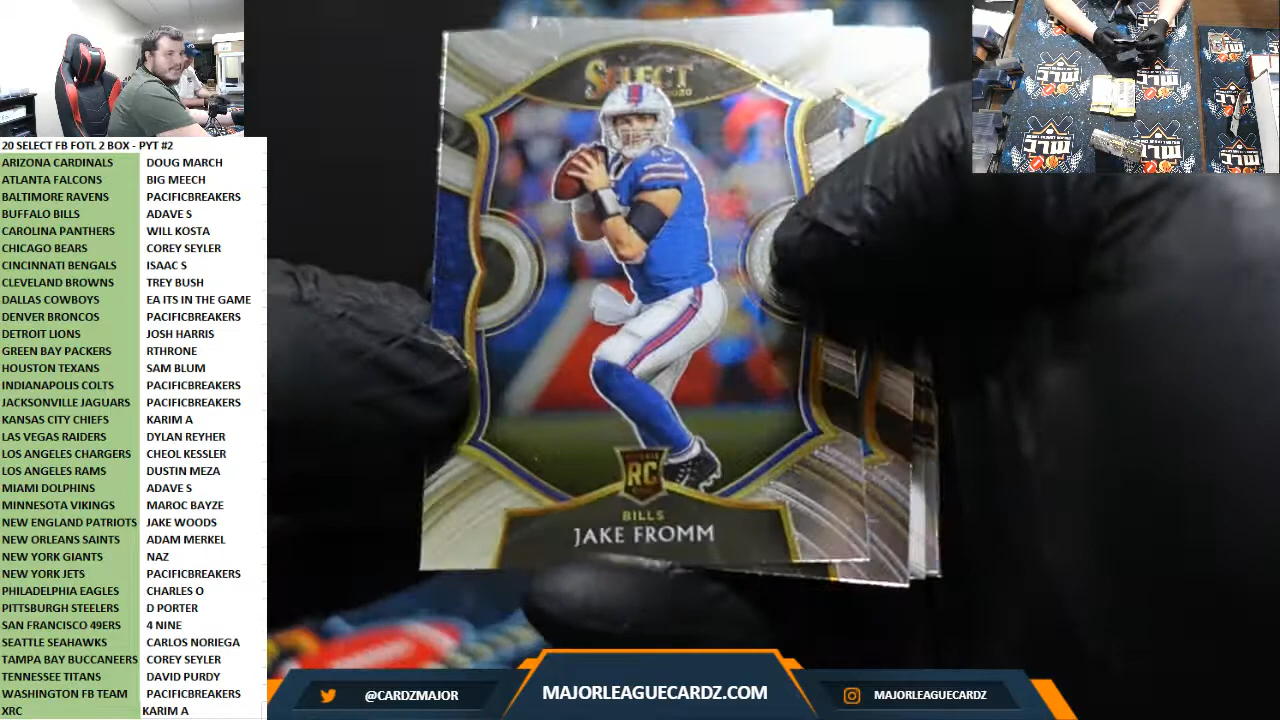 20 SELECT FB FOTL 2 BOX - PYT #2
ARIZONA CARDINALS DOUG MARCH
ATLANTA FALCONS BIG MEECH
BALTIMORE RAVENS PACIFICBREAKERS
BUFFALO BILLS ADAVE S
CAROLINA PANTHERS WILL KOSTA
CHICAGO BEARS COREY SEYLER
CINCINNATI BENGALS ISAAC S
CLEVELAND BROWNS TREY BUSH
DALLAS COWBOYS EA ITS IN THE GAME
DENVER BRONCOS PACIFICBREAKERS
DETROIT LIONS JOSH HARRIS
GREEN BAY PACKERS RTHRONE
HOUSTON TEXANS SAM BLUM
INDIANAPOLIS COLTS PACIFICBREAKERS
JACKSONVILLE JAGUARS PACIFICBREAKERS
KANSAS CITY CHIEFS KARIM A
LAS VEGAS RAIDERS DYLAN REYHER
LOS ANGELES CHARGERS CHEOL KESSLER
LOS ANGELES RAMS DUSTIN MEZA
MIAMI DOLPHINS ADAVE S
MINNESOTA VIKINGS MAROC BAYZE
NEW ENGLAND PATRIOTS JAKE WOODS
NEW ORLEANS SAINTS ADAM MERKEL
NEW YORK GIANTS NAZ
NEW YORK JETS PACIFICBREAKERS
PHILADELPHIA EAGLES CHARLES O
PITTSBURGH STEELERS D PORTER
SAN FRANCISCO 49ERS 4 NINE
SEATTLE SEAHAWKS CARLOS NORIEGA
TAMPA BAY BUCCANEERS COREY SEYLER
TENNESSEE TITANS DAVID PURDY
WASHINGTON FB TEAM PACIFICBREAKERS
XRC KARIM A
SELECT
2020
RC
BILLS
JAKE FROMM
@CARDZMAJOR
MAJORLEAGUECARDZ.COM
MAJORLEAGUECARDZ